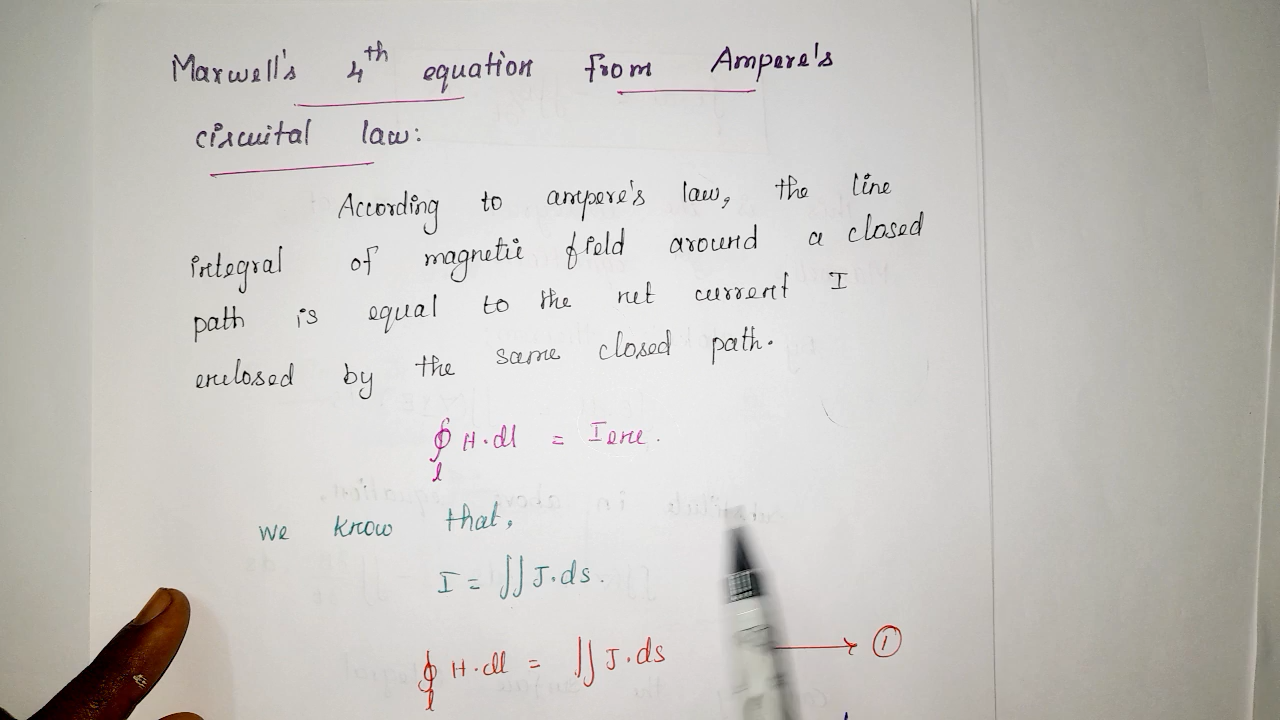 Maxwell's 4th equation from Ampere's
circuital law:
According to ampere's law, the line
integral of magnetic field around a closed
path is equal to the net current I
enclosed by the same closed path.
∮l H.dl = Ienc.
we know that,
I = ∬ J.ds.
∮l H.dl = ∬ J.ds → ①